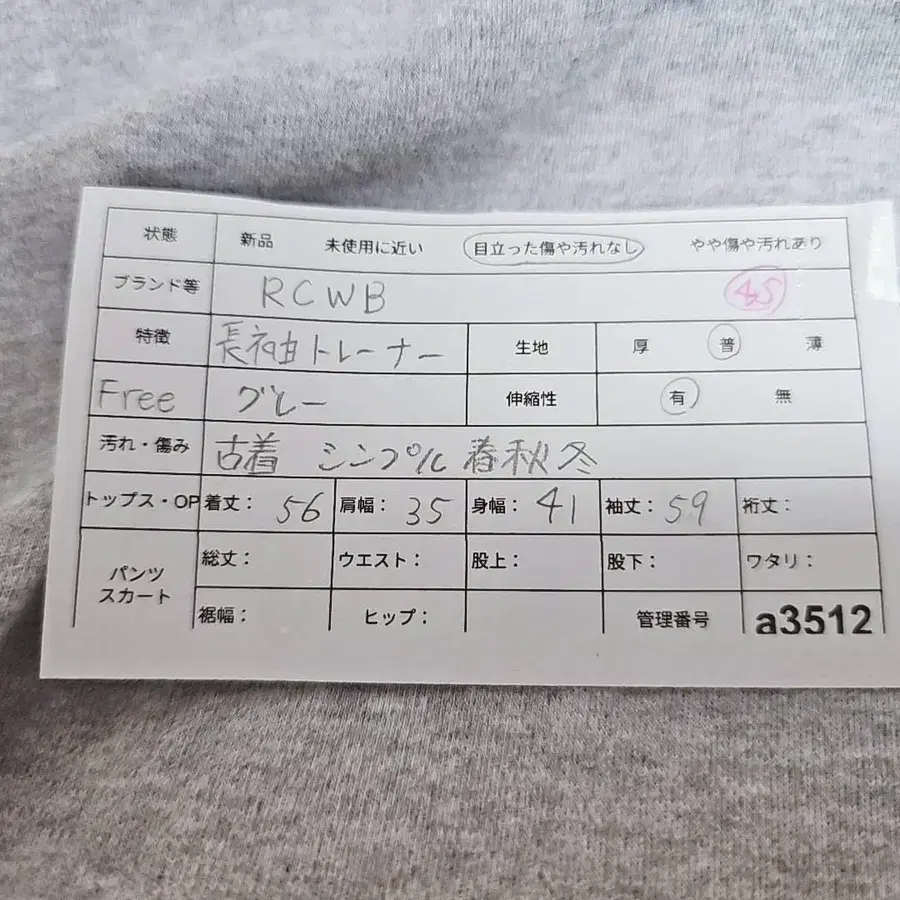 状態 新品 未使用に近い 目立った傷や汚れなし やや傷や汚れあり
ブランド等 RCWB 45
特徴 長袖トレーナー 生地 厚 普 薄
Free グレー 伸縮性 有 無
汚れ・傷み 古着 シンプル 春秋冬
トップス・OP 着丈： 56 肩幅： 35 身幅： 41 袖丈： 59 裄丈：
パンツ スカート 総丈： ウエスト： 股上： 股下： ワタリ：
裾幅： ヒップ： 管理番号 a3512